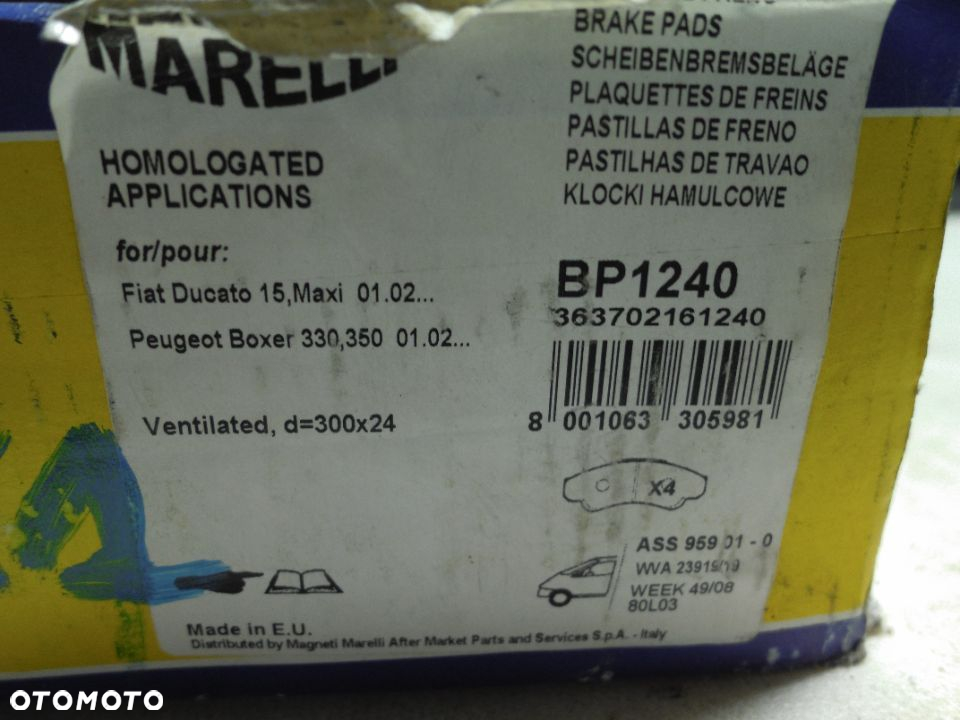 MARELLI
HOMOLOGATED
APPLICATIONS
for/pour:
Fiat Ducato 15,Maxi 01.02...
Peugeot Boxer 330,350 01.02...
Ventilated, d=300x24
BRAKE PADS
SCHEIBENBREMSBELÄGE
PLAQUETTES DE FREINS
PASTILLAS DE FRENO
PASTILHAS DE TRAVAO
KLOCKI HAMULCOWE
BP1240
363702161240
8 001063 305981
X4
ASS 959 01 - 0
WVA 23919/19
WEEK 49/08
80L03
Made in E.U.
Distributed by Magneti Marelli After Market Parts and Services S.p.A. - Italy
OTOMOTO